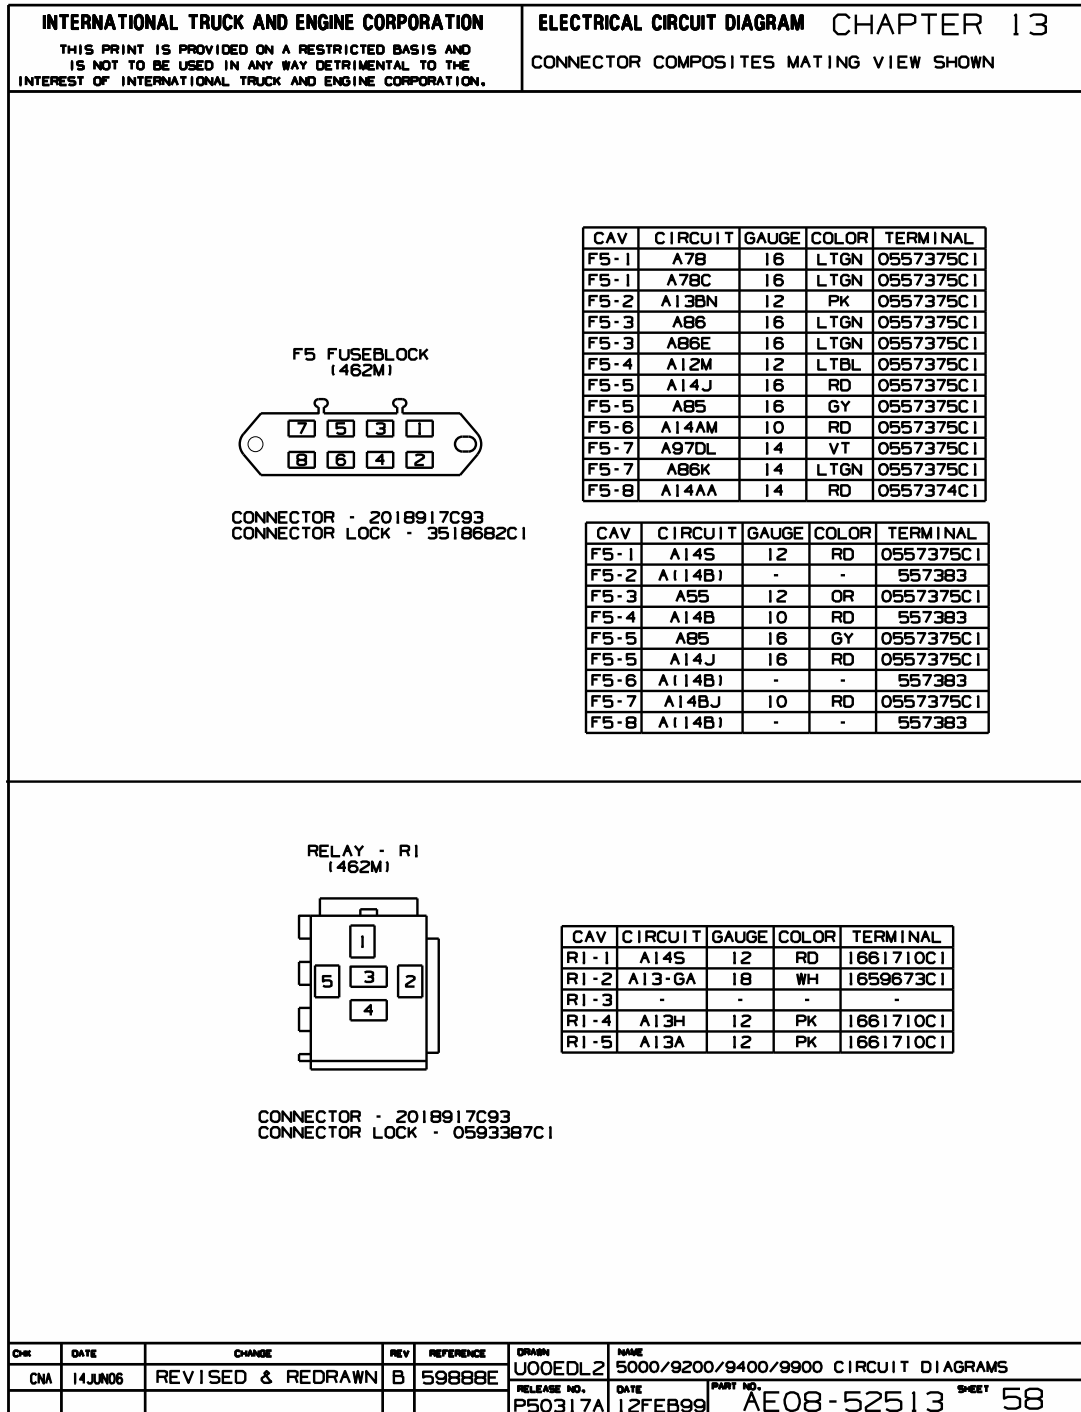 INTERNATIONAL TRUCK AND ENGINE CORPORATION
THIS PRINT IS PROVIDED ON A RESTRICTED BASIS AND
IS NOT TO BE USED IN ANY WAY DETRIMENTAL TO THE
INTEREST OF INTERNATIONAL TRUCK AND ENGINE CORPORATION.
ELECTRICAL CIRCUIT DIAGRAM CHAPTER 13
CONNECTOR COMPOSITES MATING VIEW SHOWN
F5 FUSEBLOCK
(462M)
7 5 3 1
8 6 4 2
CONNECTOR - 2018917C93
CONNECTOR LOCK - 3518682C1
CAV CIRCUIT GAUGE COLOR TERMINAL
F5-1 A78 16 LTGN 0557375C1
F5-1 A78C 16 LTGN 0557375C1
F5-2 A13BN 12 PK 0557375C1
F5-3 A86 16 LTGN 0557375C1
F5-3 A86E 16 LTGN 0557375C1
F5-4 A12M 12 LTBL 0557375C1
F5-5 A14J 16 RD 0557375C1
F5-5 A85 16 GY 0557375C1
F5-6 A14AM 10 RD 0557375C1
F5-7 A97DL 14 VT 0557375C1
F5-7 A86K 14 LTGN 0557375C1
F5-8 A14AA 14 RD 0557374C1
CAV CIRCUIT GAUGE COLOR TERMINAL
F5-1 A14S 12 RD 0557375C1
F5-2 A(14B) - - 557383
F5-3 A55 12 OR 0557375C1
F5-4 A14B 10 RD 557383
F5-5 A85 16 GY 0557375C1
F5-5 A14J 16 RD 0557375C1
F5-6 A(14B) - - 557383
F5-7 A14BJ 10 RD 0557375C1
F5-8 A(14B) - - 557383
RELAY - R1
(462M)
1
5 3 2
4
CONNECTOR - 2018917C93
CONNECTOR LOCK - 0593387C1
CAV CIRCUIT GAUGE COLOR TERMINAL
R1-1 A14S 12 RD 1661710C1
R1-2 A13-GA 18 WH 1659673C1
R1-3 - - - -
R1-4 A13H 12 PK 1661710C1
R1-5 A13A 12 PK 1661710C1
CHK DATE CHANGE REV REFERENCE
CNA 14JUN06 REVISED & REDRAWN B 59888E
DRAWN
U00EDL2
NAME
5000/9200/9400/9900 CIRCUIT DIAGRAMS
RELEASE NO.
P50317A
DATE
12FEB99
PART NO.
AE08-52513
SHEET 58